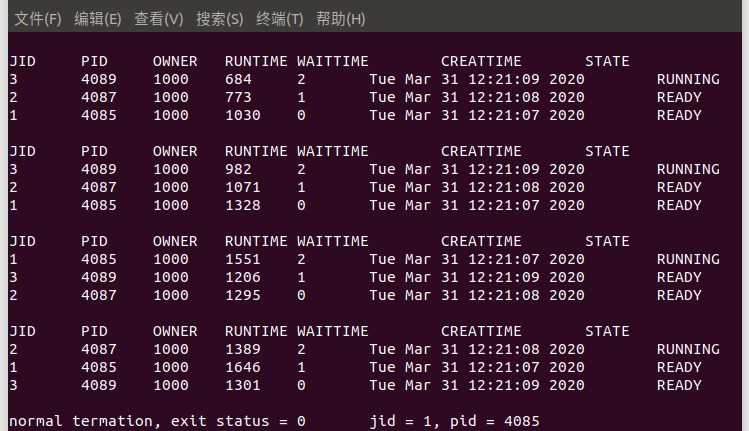 文件(F) 编辑(E) 查看(V) 搜索(S) 终端(T) 帮助(H)
JID PID OWNER RUNTIME WAITTIME CREATTIME STATE
3 4089 1000 684 2 Tue Mar 31 12:21:09 2020 RUNNING
2 4087 1000 773 1 Tue Mar 31 12:21:08 2020 READY
1 4085 1000 1030 0 Tue Mar 31 12:21:07 2020 READY
JID PID OWNER RUNTIME WAITTIME CREATTIME STATE
3 4089 1000 982 2 Tue Mar 31 12:21:09 2020 RUNNING
2 4087 1000 1071 1 Tue Mar 31 12:21:08 2020 READY
1 4085 1000 1328 0 Tue Mar 31 12:21:07 2020 READY
JID PID OWNER RUNTIME WAITTIME CREATTIME STATE
1 4085 1000 1551 2 Tue Mar 31 12:21:07 2020 RUNNING
3 4089 1000 1206 1 Tue Mar 31 12:21:09 2020 READY
2 4087 1000 1295 0 Tue Mar 31 12:21:08 2020 READY
JID PID OWNER RUNTIME WAITTIME CREATTIME STATE
2 4087 1000 1389 2 Tue Mar 31 12:21:08 2020 RUNNING
1 4085 1000 1646 1 Tue Mar 31 12:21:07 2020 READY
3 4089 1000 1301 0 Tue Mar 31 12:21:09 2020 READY
normal termation, exit status = 0 jid = 1, pid = 4085